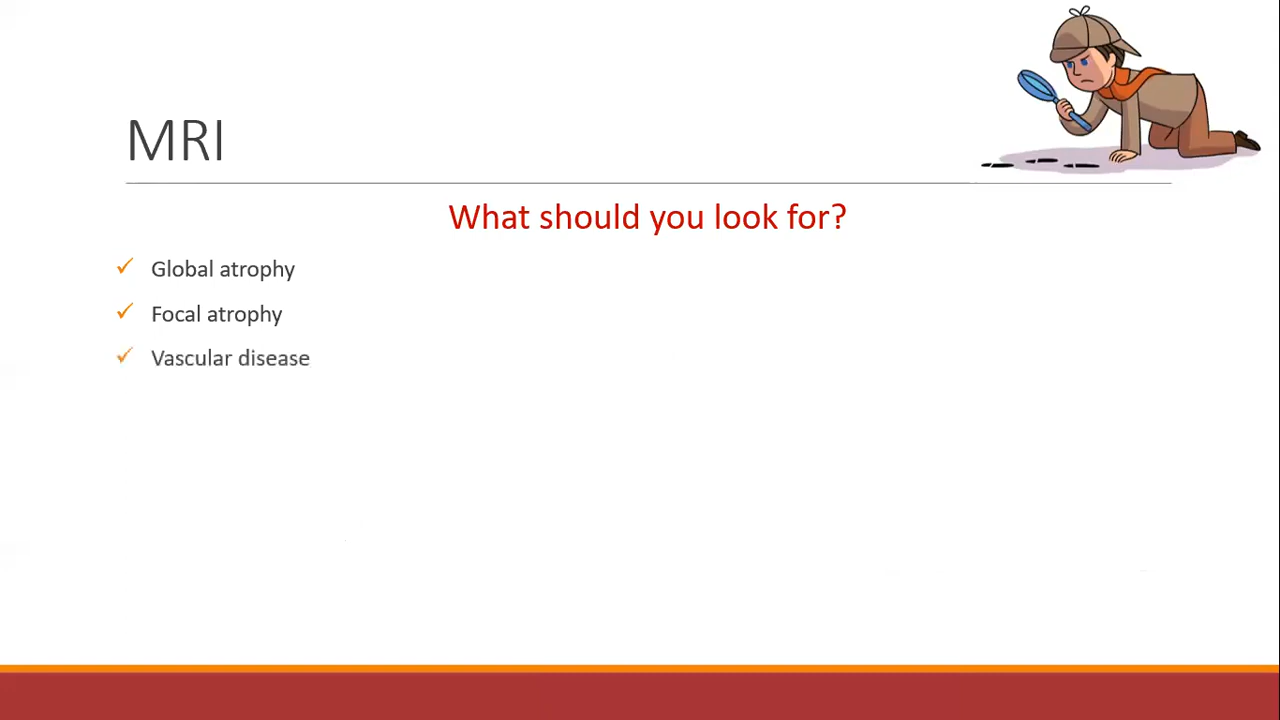 MRI
What should you look for?
✓ Global atrophy
✓ Focal atrophy
✓ Vascular disease